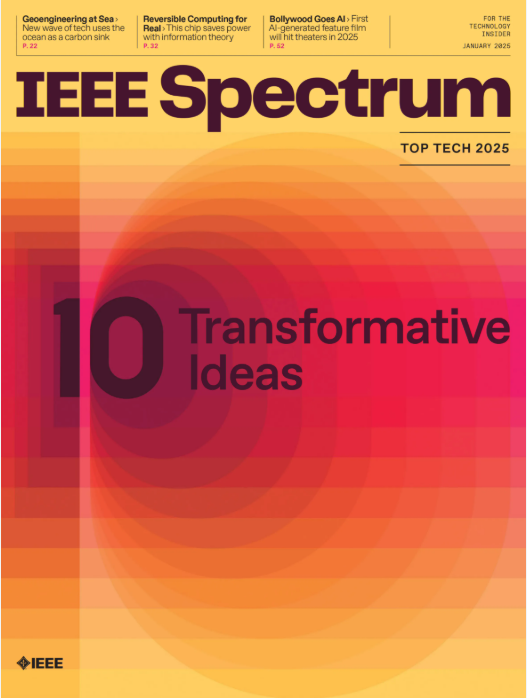 Geoengineering at Sea ›
New wave of tech uses the
ocean as a carbon sink
P.22
Reversible Computing for
Real › This chip saves power
with information theory
P.32
Bollywood Goes AI › First
AI-generated feature film
will hit theaters in 2025
P.52
FOR THE
TECHNOLOGY
INSIDER
JANUARY 2025
IEEE Spectrum
TOP TECH 2025
10 Transformative
Ideas
IEEE